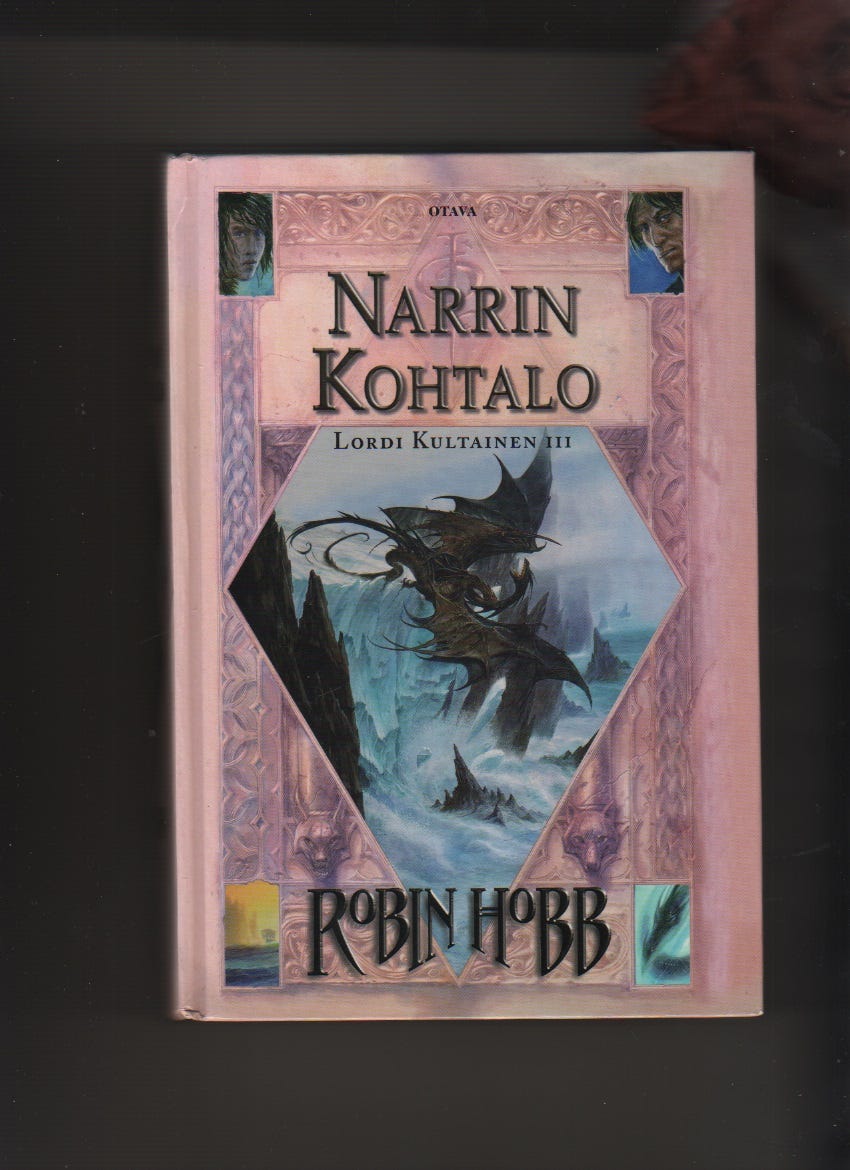 OTAVA
NARRIN
KOHTALO
LORDI KULTAINEN III
ROBIN HOBB